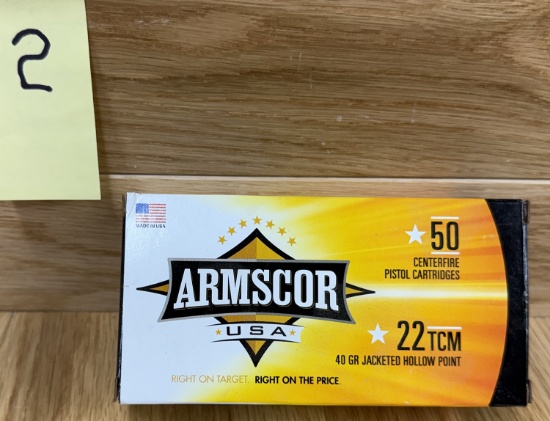 2
MADE IN USA
50
CENTERFIRE
PISTOL CARTRIDGES
ARMSCOR
USA
22TCM
40 GR JACKETED HOLLOW POINT
RIGHT ON TARGET. RIGHT ON THE PRICE.